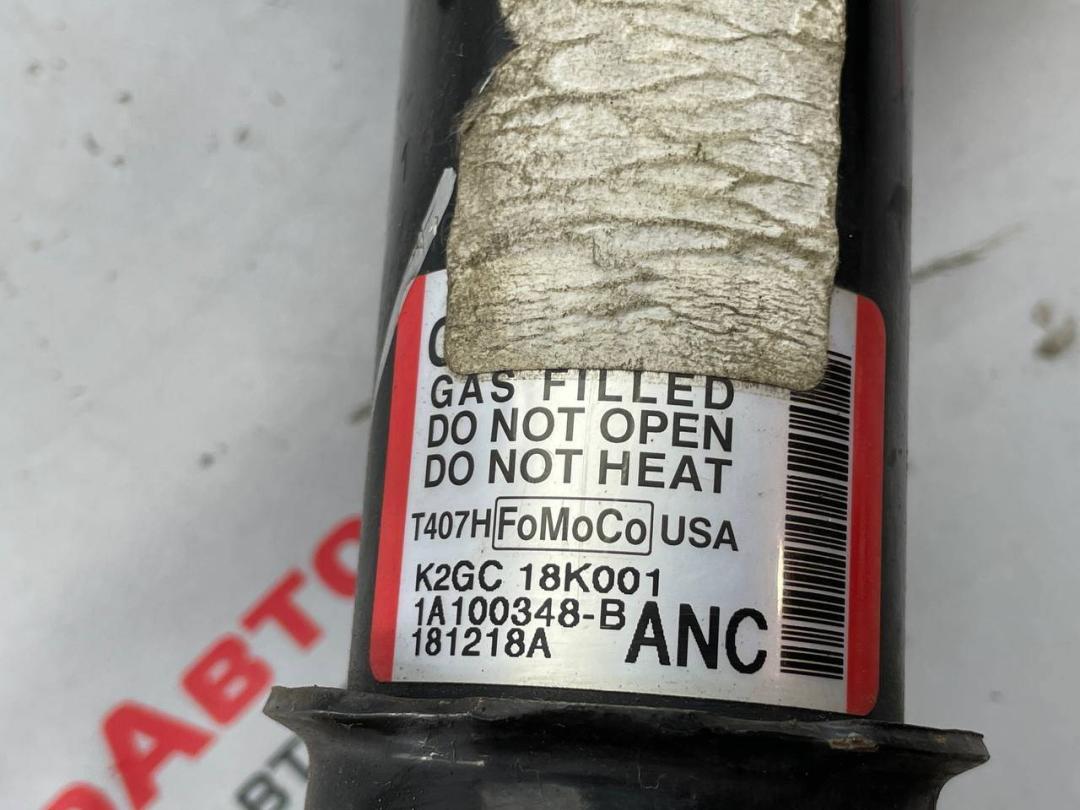 GAS FILLED
DO NOT OPEN
DO NOT HEAT
T407H FoMoCo USA
K2GC 18K001
1A100348-B
181218A ANC